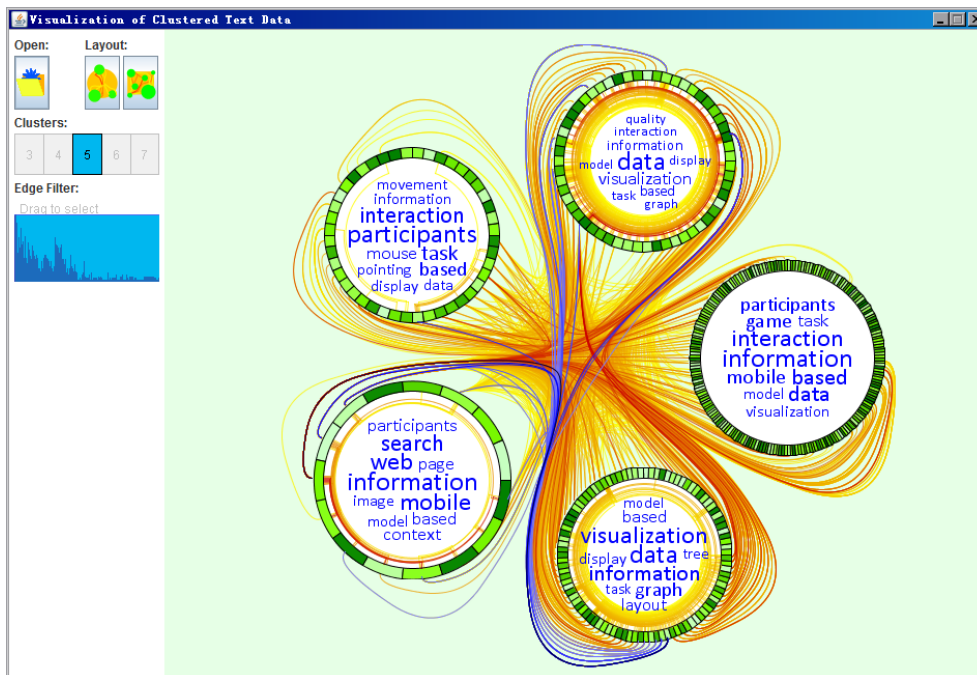 Visualization of Clustered Text Data
Open:
Layout:
Clusters:
3 4 5 6 7
Edge Filter:
Drag to select
movement
information
interaction
participants
mouse task
pointing based
display data
quality
interaction
information
model data display
visualization
task based
graph
participants
game task
interaction
information
mobile based
model data
visualization
participants
search
web page
information
image mobile
model based
context
model
based
visualization
display data tree
information
task graph
layout